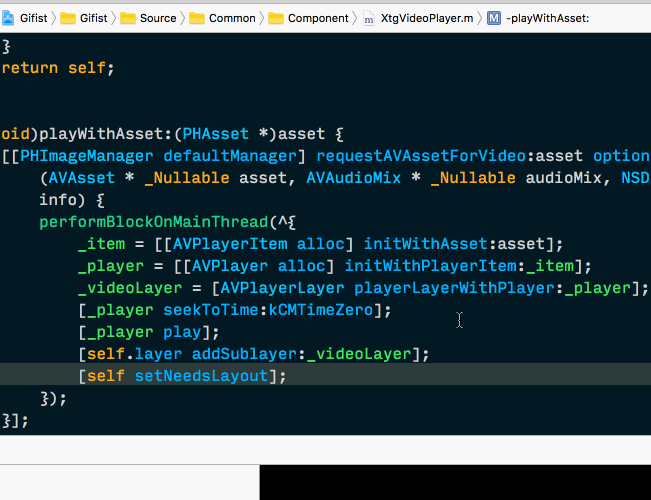 Gifist Gifist Source Common Component m XtgVideoPlayer.m M -playWithAsset:
}
return self;
oid)playWithAsset:(PHAsset *)asset {
[[PHImageManager defaultManager] requestAVAssetForVideo:asset option
(AVAsset * _Nullable asset, AVAudioMix * _Nullable audioMix, NSD
info) {
performBlockOnMainThread(^{
_item = [[AVPlayerItem alloc] initWithAsset:asset];
_player = [[AVPlayer alloc] initWithPlayerItem:_item];
_videoLayer = [AVPlayerLayer playerLayerWithPlayer:_player];
[_player seekToTime:kCMTimeZero];
[_player play];
[self.layer addSublayer:_videoLayer];
[self setNeedsLayout];
});
}];